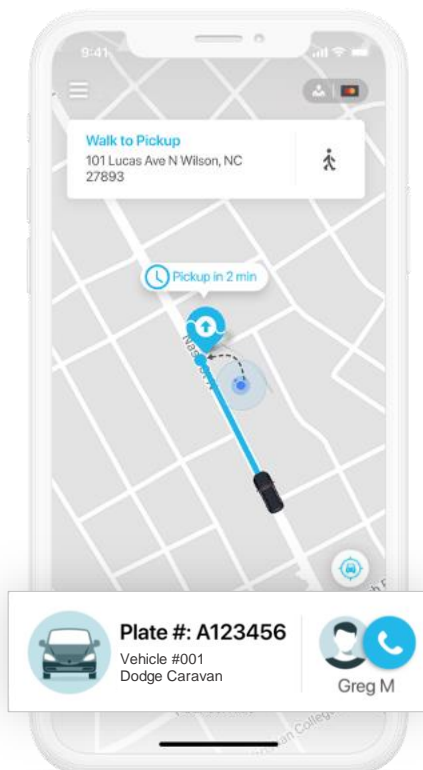 9:41
Walk to Pickup
101 Lucas Ave N Wilson, NC
27893
Pickup in 2 min
Plate #: A123456
Vehicle #001
Dodge Caravan
Greg M